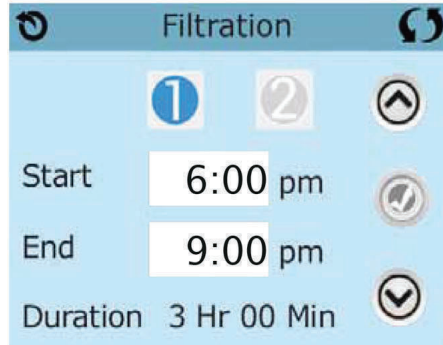 Filtration
1 2
Start 6:00 pm
End 9:00 pm
Duration 3 Hr 00 Min